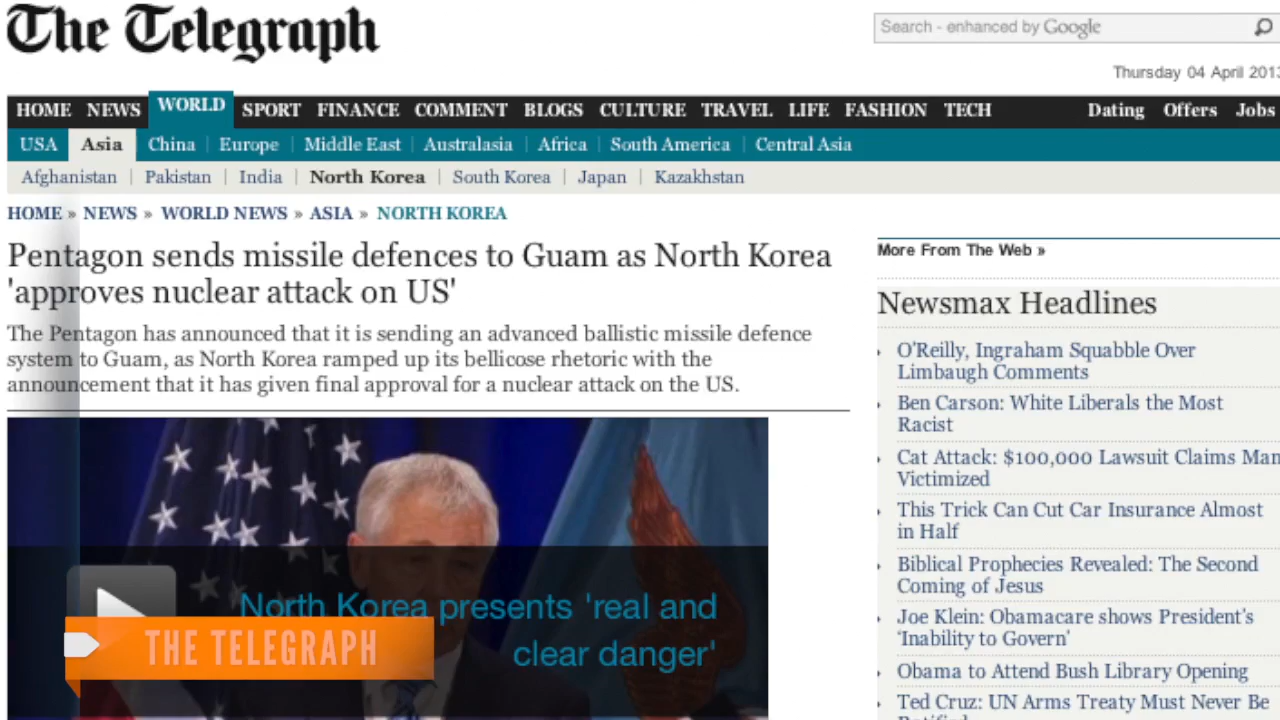 The Telegraph
Search - enhanced by Google
Thursday 04 April 2013
HOME NEWS WORLD SPORT FINANCE COMMENT BLOGS CULTURE TRAVEL LIFE FASHION TECH Dating Offers Jobs
USA Asia China Europe Middle East Australasia Africa South America Central Asia
Afghanistan Pakistan India North Korea South Korea Japan Kazakhstan
HOME » NEWS » WORLD NEWS » ASIA » NORTH KOREA
Pentagon sends missile defences to Guam as North Korea
'approves nuclear attack on US'
The Pentagon has announced that it is sending an advanced ballistic missile defence
system to Guam, as North Korea ramped up its bellicose rhetoric with the
announcement that it has given final approval for a nuclear attack on the US.
North Korea presents 'real and
clear danger'
THE TELEGRAPH
More From The Web »
Newsmax Headlines
O'Reilly, Ingraham Squabble Over
Limbaugh Comments
Ben Carson: White Liberals the Most
Racist
Cat Attack: $100,000 Lawsuit Claims Man
Victimized
This Trick Can Cut Car Insurance Almost
in Half
Biblical Prophecies Revealed: The Second
Coming of Jesus
Joe Klein: Obamacare shows President's
'Inability to Govern'
Obama to Attend Bush Library Opening
Ted Cruz: UN Arms Treaty Must Never Be